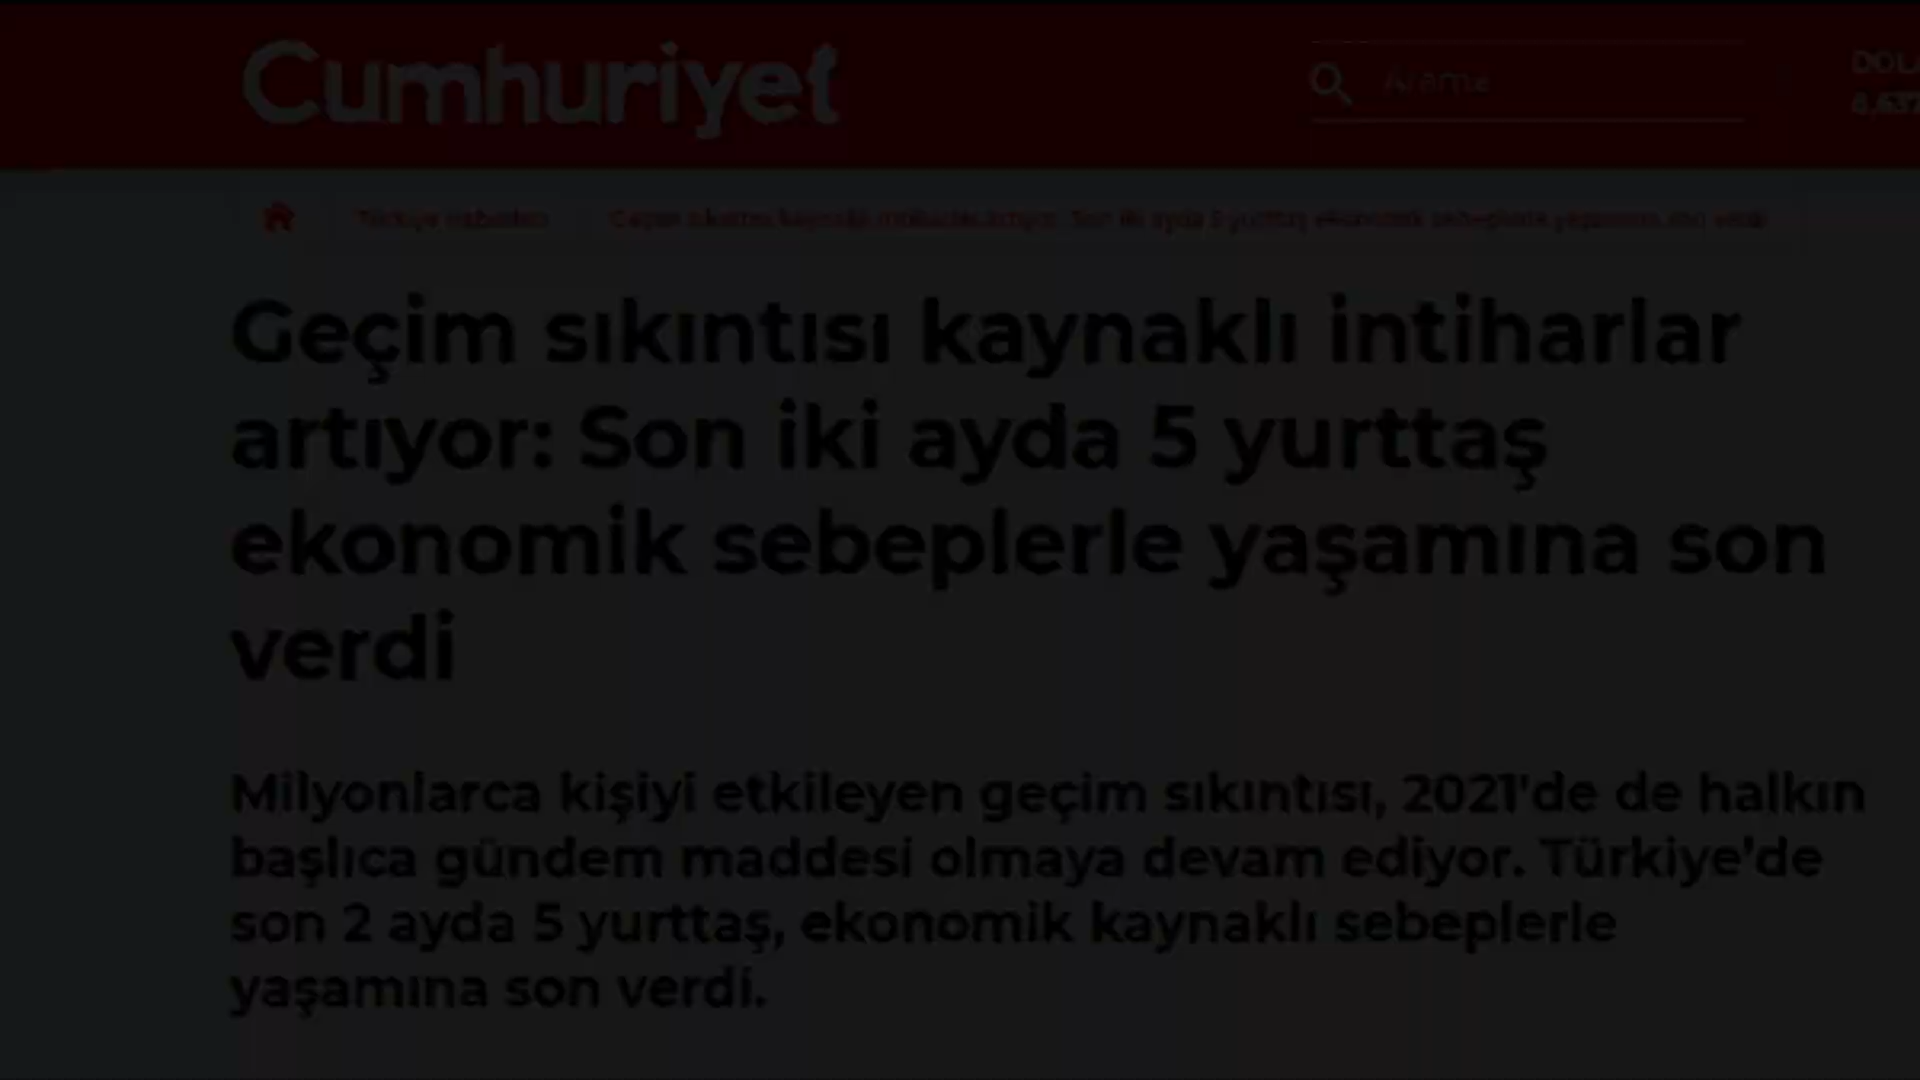 Cumhuriyet
Arama
Geçim sıkıntısı kaynaklı intiharlar
artıyor: Son iki ayda 5 yurttaş
ekonomik sebeplerle yaşamına son
verdi
Milyonlarca kişiyi etkileyen geçim sıkıntısı, 2021'de de halkın
başlıca gündem maddesi olmaya devam ediyor. Türkiye'de
son 2 ayda 5 yurttaş, ekonomik kaynaklı sebeplerle
yaşamına son verdi.